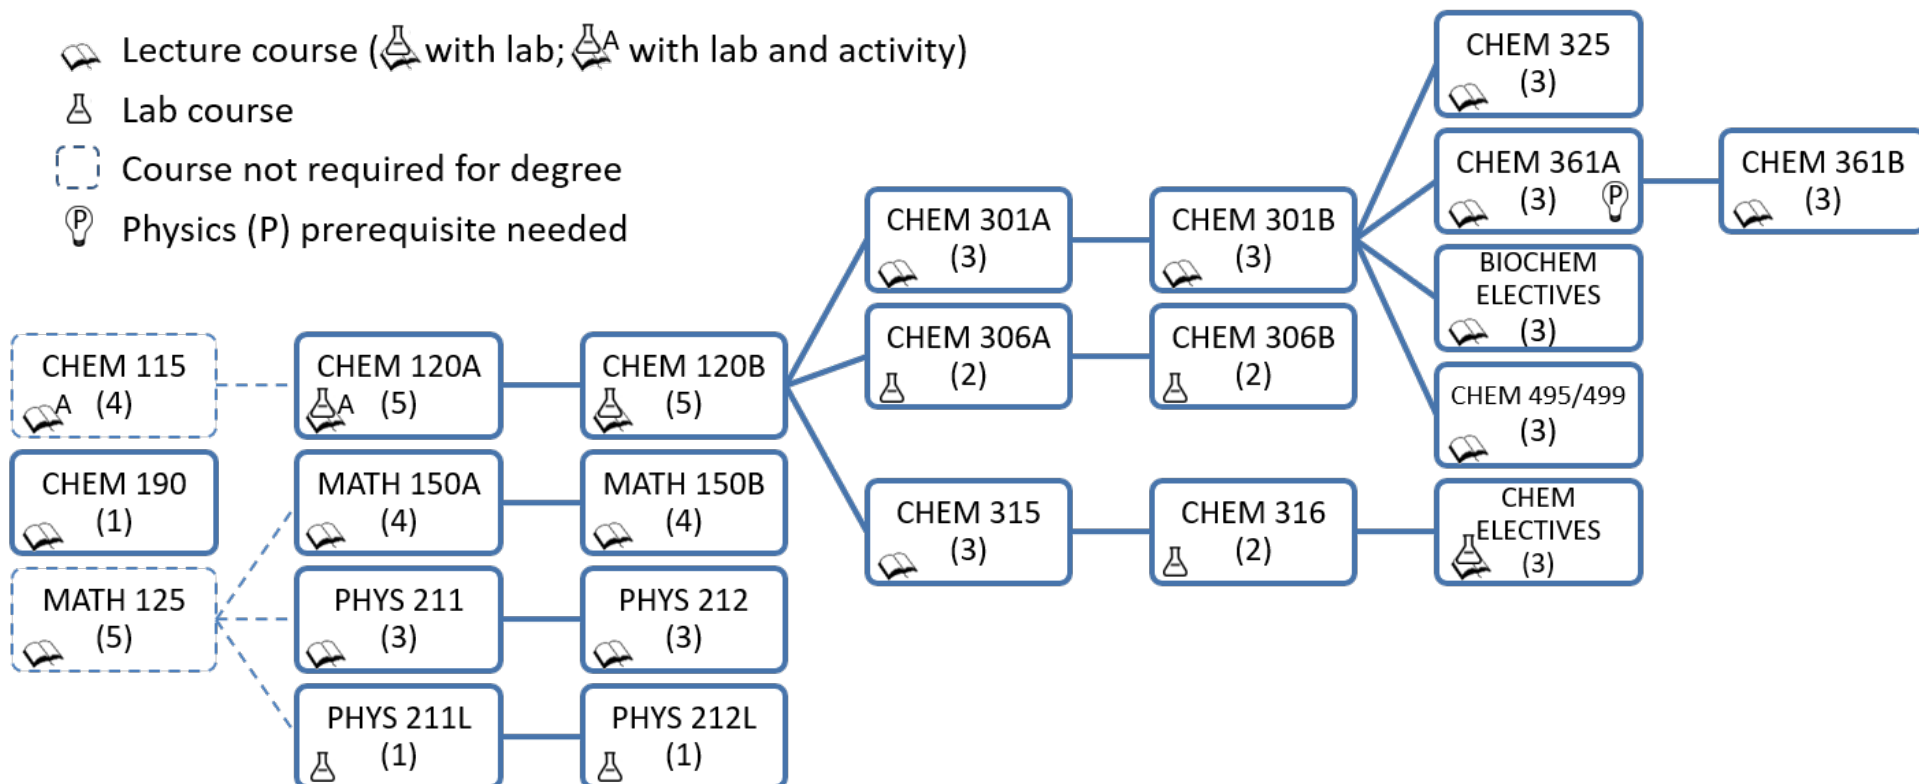 Lecture course (with lab; A with lab and activity)
Lab course
Course not required for degree
P Physics (P) prerequisite needed
CHEM 115
A (4)
CHEM 190
(1)
MATH 125
(5)
CHEM 120A
A (5)
MATH 150A
(4)
PHYS 211
(3)
PHYS 211L
(1)
CHEM 120B
(5)
MATH 150B
(4)
PHYS 212
(3)
PHYS 212L
(1)
CHEM 301A
(3)
CHEM 306A
(2)
CHEM 315
(3)
CHEM 301B
(3)
CHEM 306B
(2)
CHEM 316
(2)
CHEM 325
(3)
CHEM 361A
(3) P
BIOCHEM
ELECTIVES
(3)
CHEM 495/499
(3)
CHEM
ELECTIVES
(3)
CHEM 361B
(3)